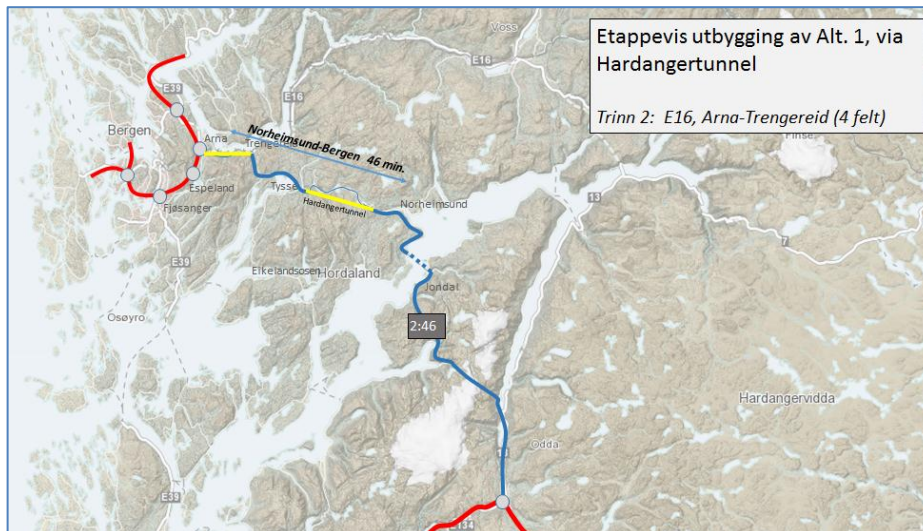 Etappevis utbygging av Alt. 1, via
Hardangertunnel
Trinn 2: E16, Arna-Trengereid (4 felt)
Voss
E16
E39
E16
Bergen
Arna
Trengereid
Norheimsund-Bergen 46 min.
Finse
Espeland
Tysse
Hardangertunnel
Norheimsund
13
Fjøsanger
7
E39
Eikelandsosen
Hordaland
Jondal
Osøyro
2:46
Hardangervidda
Odda
E39
E134